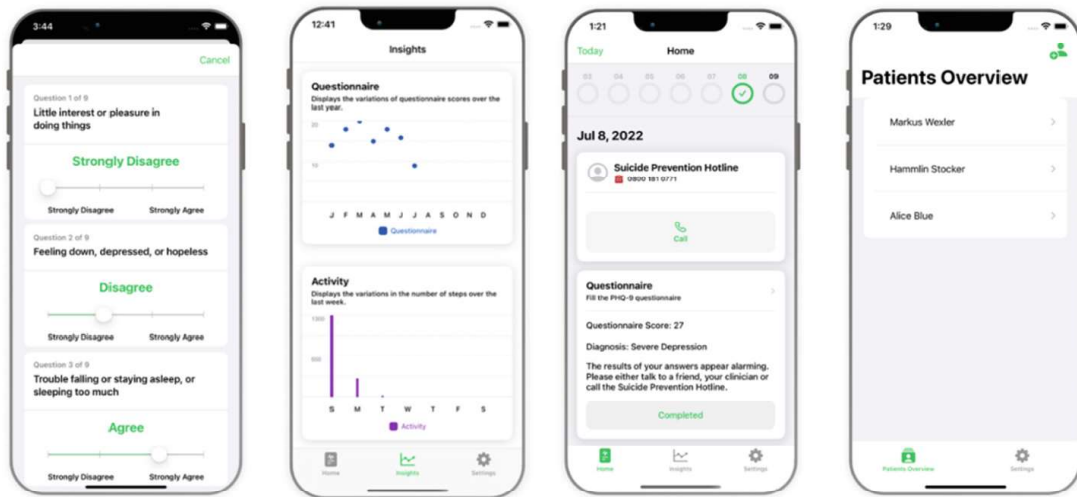 3:44
Cancel
Question 1 of 9
Little interest or pleasure in
doing things
Strongly Disagree
Strongly Disagree Strongly Agree
Question 2 of 9
Feeling down, depressed, or hopeless
Disagree
Strongly Disagree Strongly Agree
Question 3 of 9
Trouble falling or staying asleep, or
sleeping too much
Agree
Strongly Disagree Strongly Agree
12:41
Insights
Questionnaire
Displays the variations of questionnaire scores over the
last year.
20
10
J F M A M J J A S O N D
Questionnaire
Activity
Displays the variations in the number of steps over the
last week.
1000
500
S M T W T F S
Activity
Home Insights Settings
1:21
Today Home
03 04 05 06 07 08 09
Jul 8, 2022
Suicide Prevention Hotline
0800 181 0771
Call
Questionnaire
Fill the PHQ-9 questionnaire
Questionnaire Score: 27
Diagnosis: Severe Depression
The results of your answers appear alarming.
Please either talk to a friend, your clinician or
call the Suicide Prevention Hotline.
Completed
Home Insights Settings
1:29
Patients Overview
Markus Wexler
Hammlin Stocker
Alice Blue
Patients Overview Settings